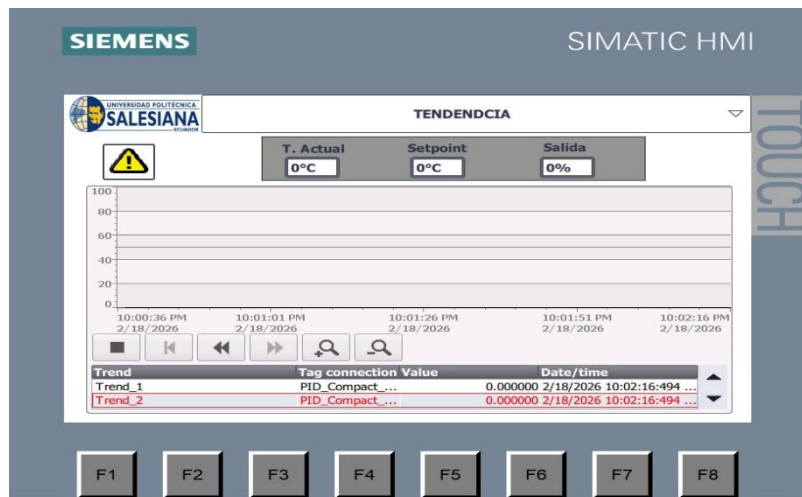 SIEMENS
SIMATIC HMI
TOUCH
UNIVERSIDAD POLITÉCNICA
SALESIANA
ECUADOR
TENDENDCIA
T. Actual Setpoint Salida
0°C 0°C 0%
100
80
60
40
20
0
10:00:36 PM 10:01:01 PM 10:01:26 PM 10:01:51 PM 10:02:16 PM
2/18/2026 2/18/2026 2/18/2026 2/18/2026 2/18/2026
Trend Tag connection Value Date/time
Trend_1 PID_Compact_... 0.000000 2/18/2026 10:02:16:494 ...
Trend_2 PID_Compact_... 0.000000 2/18/2026 10:02:16:494 ...
F1 F2 F3 F4 F5 F6 F7 F8